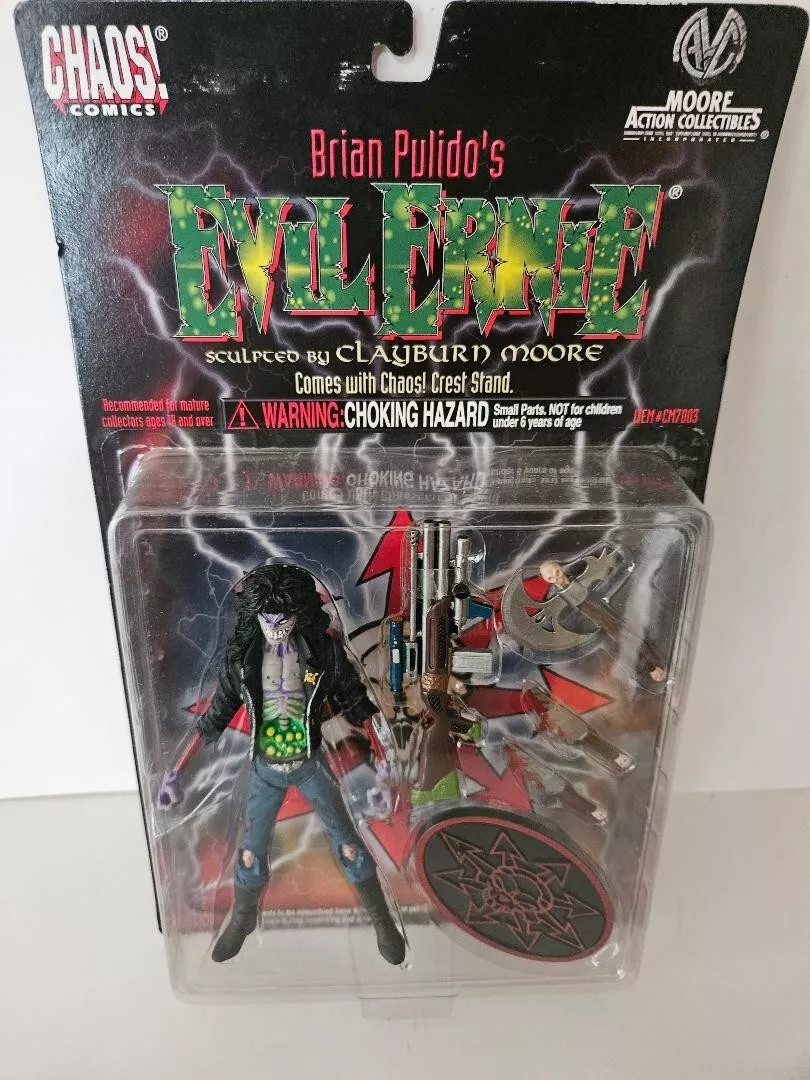 CHAOS!®
COMICS
MOORE
ACTION COLLECTIBLES®
INCORPORATED
Brian Pulido's
EVIL ERNIE®
SCULPTED BY CLAYBURN MOORE
Comes with Chaos! Crest Stand.
Recommended for mature
collectors ages 18 and over
WARNING: CHOKING HAZARD
Small Parts. NOT for children
under 6 years of age
ITEM #CM7003